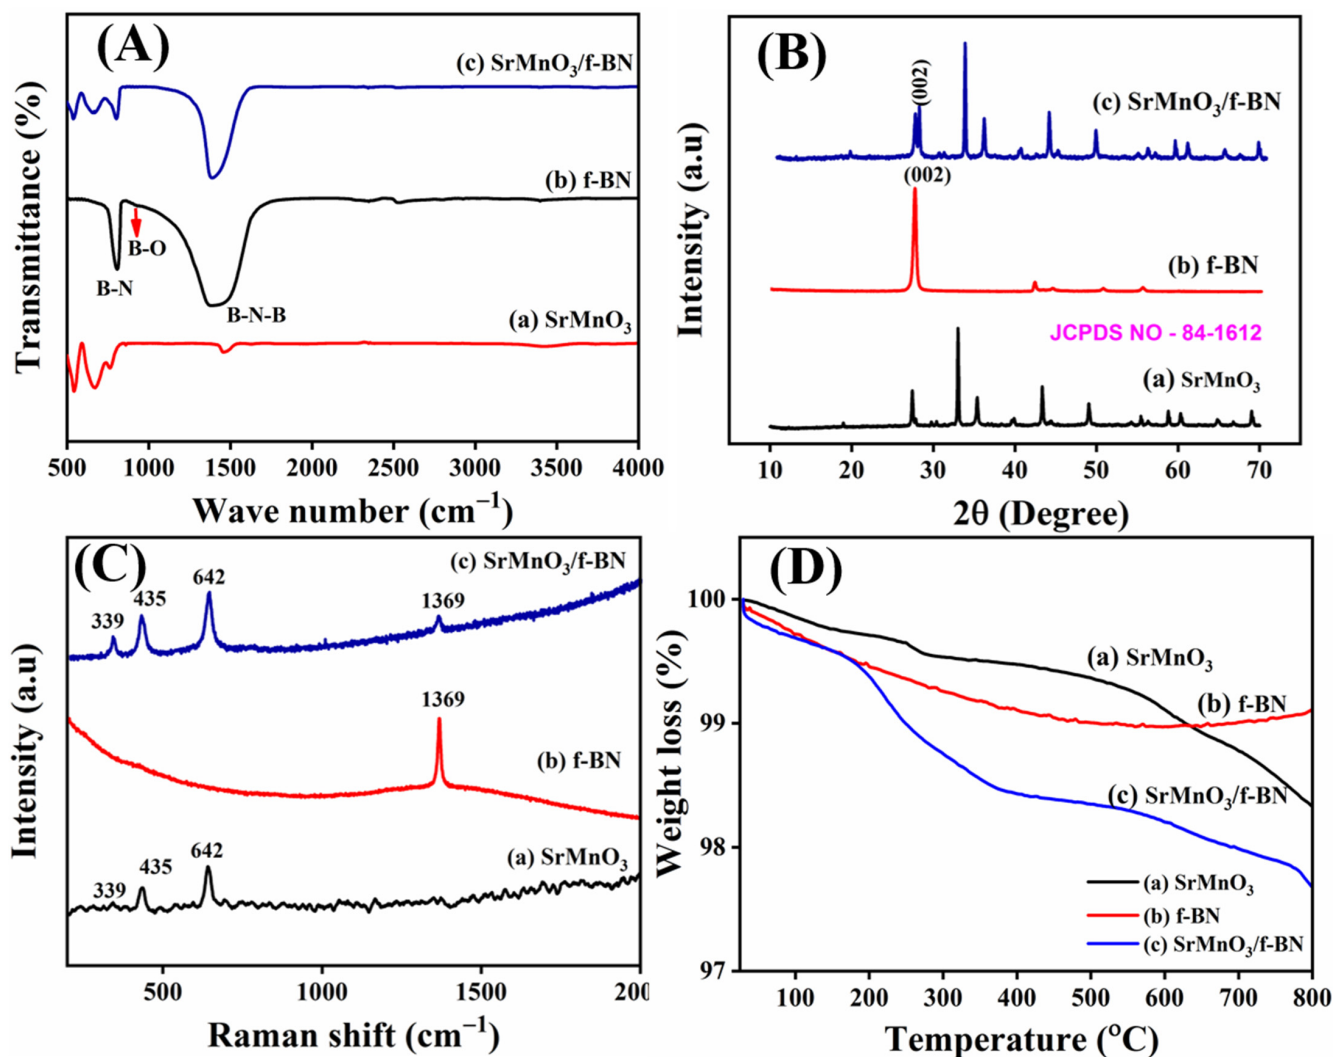 (A)
(c) SrMnO₃/f-BN
(b) f-BN
B-O
B-N
B-N-B
(a) SrMnO₃
Transmittance (%)
500 1000 1500 2000 2500 3000 3500 4000
Wave number (cm⁻¹)
(B)
(002)
(c) SrMnO₃/f-BN
(002)
(b) f-BN
JCPDS NO - 84-1612
(a) SrMnO₃
Intensity (a.u)
10 20 30 40 50 60 70
2θ (Degree)
(C)
(c) SrMnO₃/f-BN
642
435
339
1369
1369
(b) f-BN
642
435
339
(a) SrMnO₃
Intensity (a.u)
500 1000 1500 200
Raman shift (cm⁻¹)
(D)
100
99
98
97
(a) SrMnO₃
(b) f-BN
(c) SrMnO₃/f-BN
(a) SrMnO₃
(b) f-BN
(c) SrMnO₃/f-BN
Weight loss (%)
100 200 300 400 500 600 700 800
Temperature (°C)